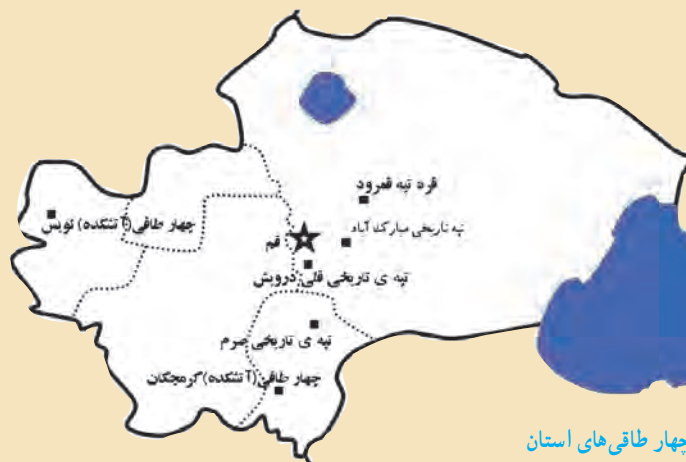 قره تپه قمرود
تپه تاریخی مبارک آباد
چهار طاقی (آتشکده) نویس
قم
تپه ی تاریخی قلی درویش
تپه ی تاریخی صرم
چهار طاقی (آتشکده) کرمجگان
چهار طاقی‌های استان